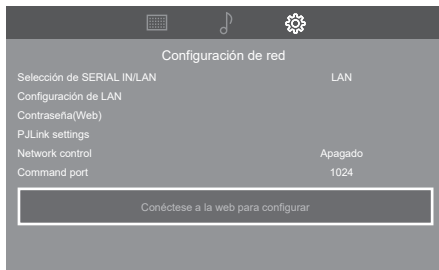 Configuración de red
Selección de SERIAL IN/LAN LAN
Configuración de LAN
Contraseña(Web)
PJLink settings
Network control Apagado
Command port 1024
Conéctese a la web para configurar